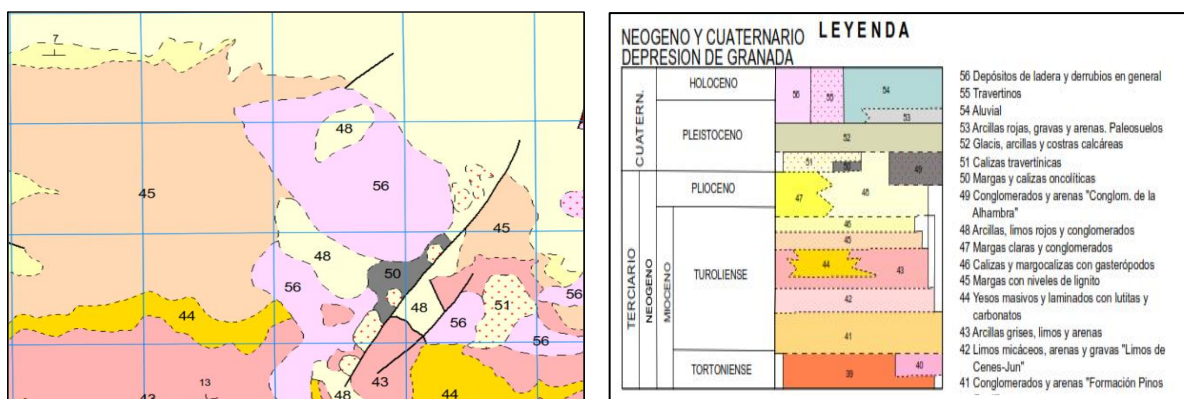 7
48
56
45
45
48
50
56
48
51
56
56
44
56
13
43
43
44
48
LEYENDA
NEOGENO Y CUATERNARIO
DEPRESION DE GRANADA
CUATERN.
HOLOCENO
PLEISTOCENO
TERCIARIO
NEOGENO
PLIOCENO
MIOCENO
TUROLIENSE
TORTONIENSE
56
55
54
53
52
51
50
49
48
47
46
45
44
43
42
41
39
40
56 Depósitos de ladera y derrubios en general
55 Travertinos
54 Aluvial
53 Arcillas rojas, gravas y arenas. Paleosuelos
52 Glacis, arcillas y costras calcáreas
51 Calizas travertínicas
50 Margas y calizas oncolíticas
49 Conglomerados y arenas "Conglom. de la
Alhambra"
48 Arcillas, limos rojos y conglomerados
47 Margas claras y conglomerados
46 Calizas y margocalizas con gasterópodos
45 Margas con niveles de lignito
44 Yesos masivos y laminados con lutitas y
carbonatos
43 Arcillas grises, limos y arenas
42 Limos micáceos, arenas y gravas "Limos de
Cenes-Jun"
41 Conglomerados y arenas "Formación Pinos